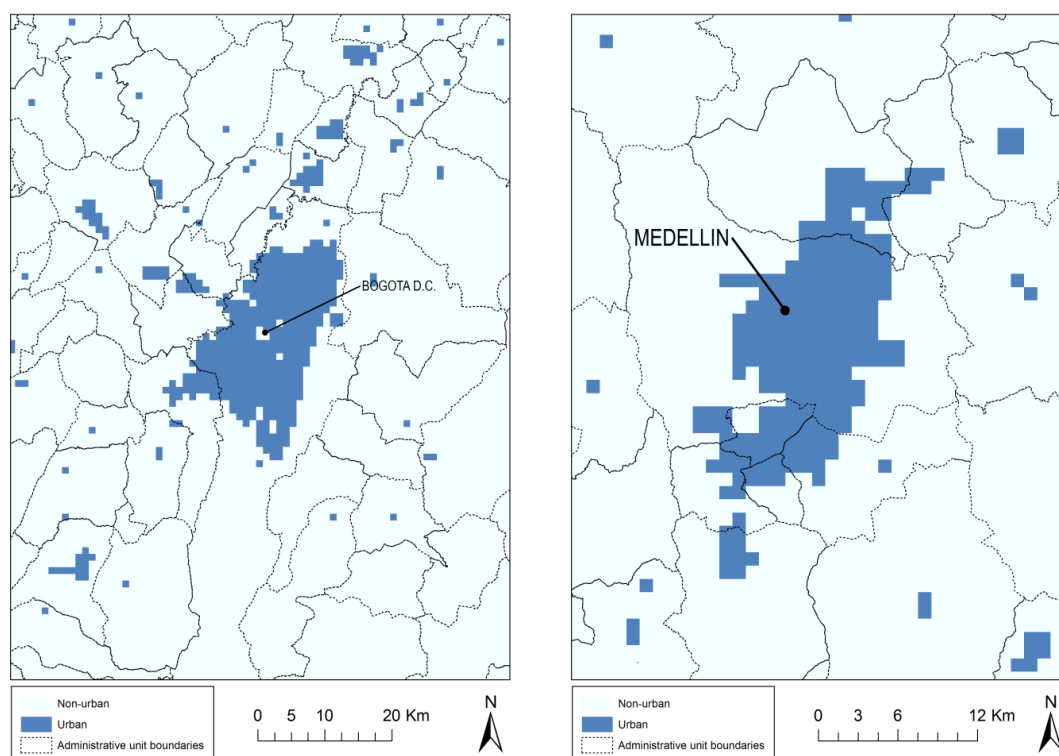 BOGOTA D.C.
MEDELLIN
Non-urban
Urban
Administrative unit boundaries
0 5 10 20 Km
N
Non-urban
Urban
Administrative unit boundaries
0 3 6 12 Km
N